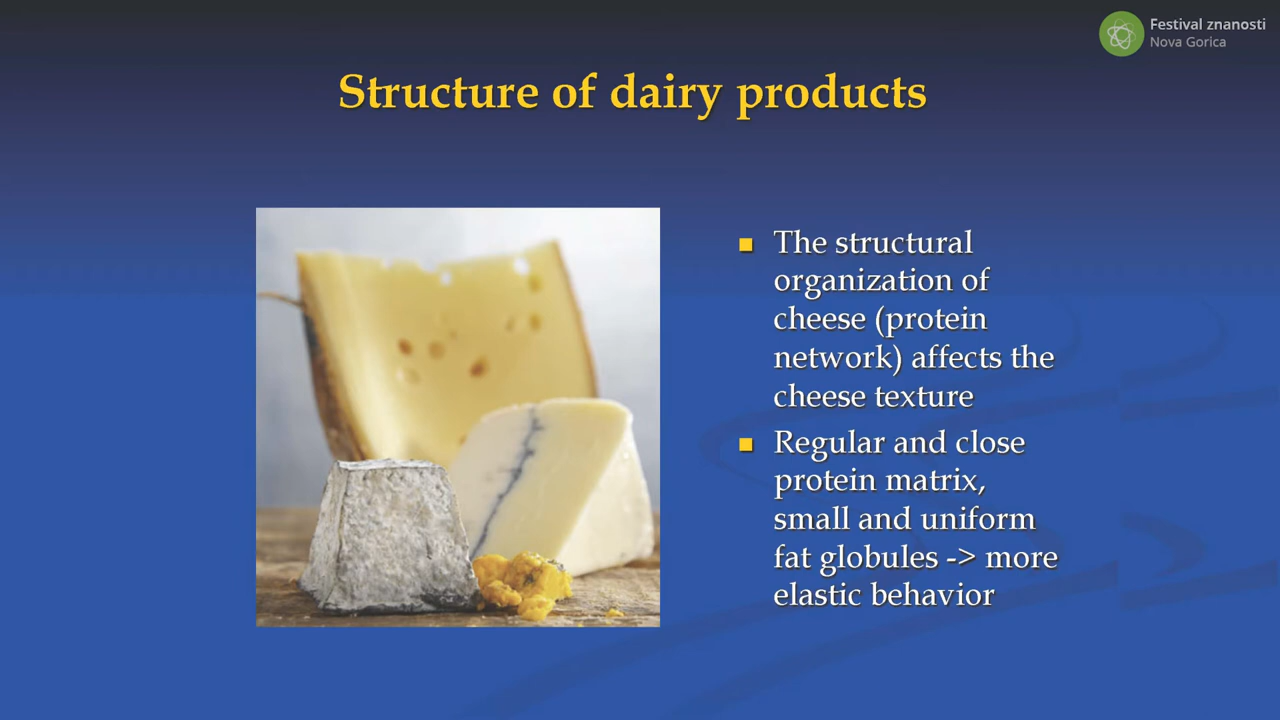 Festival znanosti
Nova Gorica
Structure of dairy products
The structural
organization of
cheese (protein
network) affects the
cheese texture
Regular and close
protein matrix,
small and uniform
fat globules -> more
elastic behavior